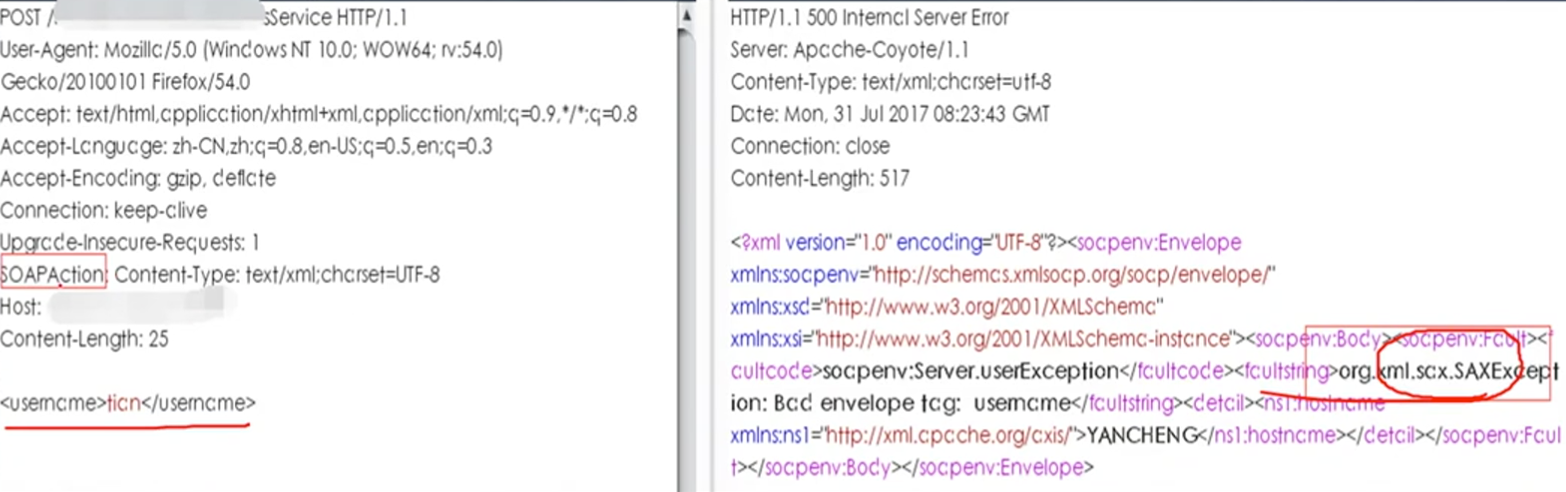 POST /
sService HTTP/1.1
User-Agent: Mozilla/5.0 (Windows NT 10.0; WOW64; rv:54.0)
Gecko/20100101 Firefox/54.0
Accept: text/html,application/xhtml+xml,application/xml;q=0.9,*/*;q=0.8
Accept-Language: zh-CN,zh;q=0.8,en-US;q=0.5,en;q=0.3
Accept-Encoding: gzip, deflate
Connection: keep-alive
Upgrade-Insecure-Requests: 1
SOAPAction: Content-Type: text/xml;charset=UTF-8
Host:
Content-Length: 25
<username>tian</username>
HTTP/1.1 500 Internal Server Error
Server: Apache-Coyote/1.1
Content-Type: text/xml;charset=utf-8
Date: Mon, 31 Jul 2017 08:23:43 GMT
Connection: close
Content-Length: 517
<?xml version="1.0" encoding="UTF-8"?><soapenv:Envelope
xmlns:soapenv="http://schemas.xmlsoap.org/soap/envelope/"
xmlns:xsd="http://www.w3.org/2001/XMLSchema"
xmlns:xsi="http://www.w3.org/2001/XMLSchema-instance"><soapenv:Body><soapenv:Fault><f
aultcode>soapenv:Server.userException</faultcode><faultstring>org.xml.sax.SAXExcept
ion: Bad envelope tag:  username</faultstring><detail><ns1:hostname
xmlns:ns1="http://xml.apache.org/axis/">YANCHENG</ns1:hostname></detail></soapenv:Faul
t></soapenv:Body></soapenv:Envelope>